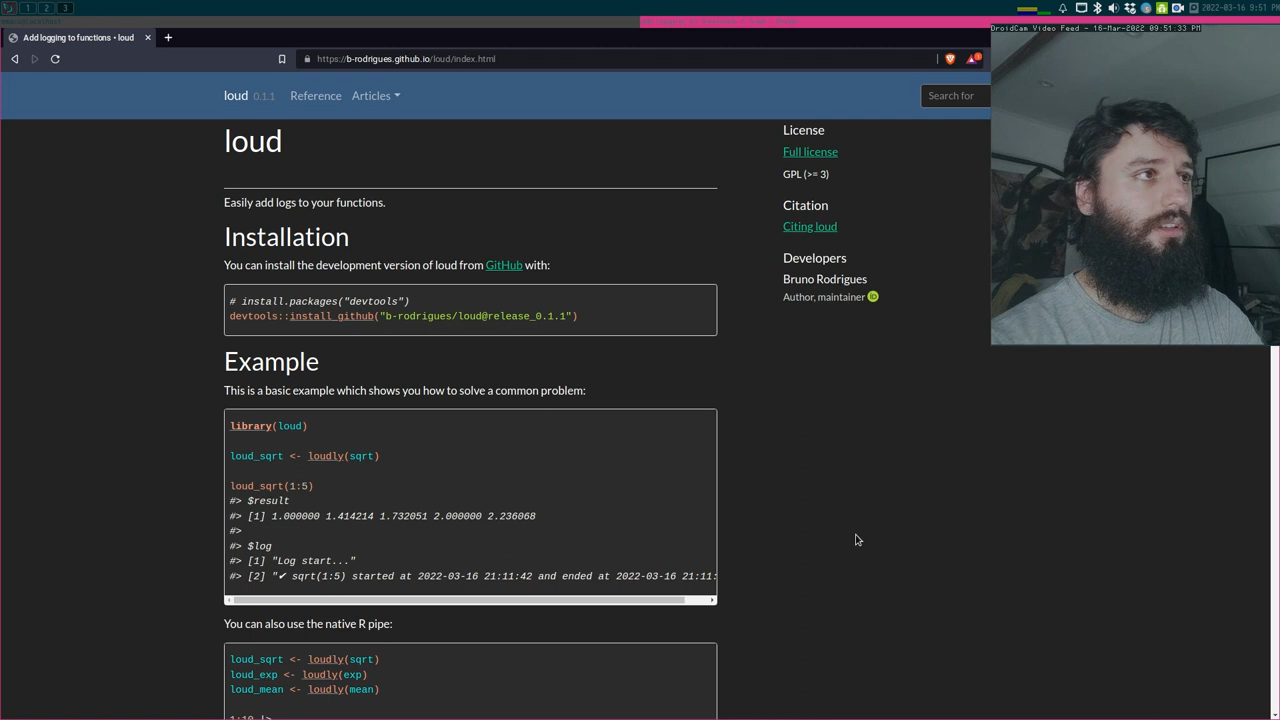 1 2 3
2022-03-16 9:51 PM
DroidCam Video Feed - 16-Mar-2022 09:51:33 PM
Add logging to functions • loud
https://b-rodrigues.github.io/loud/index.html
loud 0.1.1 Reference Articles
Search for
loud
Easily add logs to your functions.
Installation
You can install the development version of loud from GitHub with:
# install.packages("devtools")
devtools::install_github("b-rodrigues/loud@release_0.1.1")
Example
This is a basic example which shows you how to solve a common problem:
library(loud)
loud_sqrt <- loudly(sqrt)
loud_sqrt(1:5)
#> $result
#> [1] 1.000000 1.414214 1.732051 2.000000 2.236068
#>
#> $log
#> [1] "Log start..."
#> [2] "✔ sqrt(1:5) started at 2022-03-16 21:11:42 and ended at 2022-03-16 21:11:
You can also use the native R pipe:
loud_sqrt <- loudly(sqrt)
loud_exp <- loudly(exp)
loud_mean <- loudly(mean)
1:10 |>
License
Full license
GPL (>= 3)
Citation
Citing loud
Developers
Bruno Rodrigues
Author, maintainer